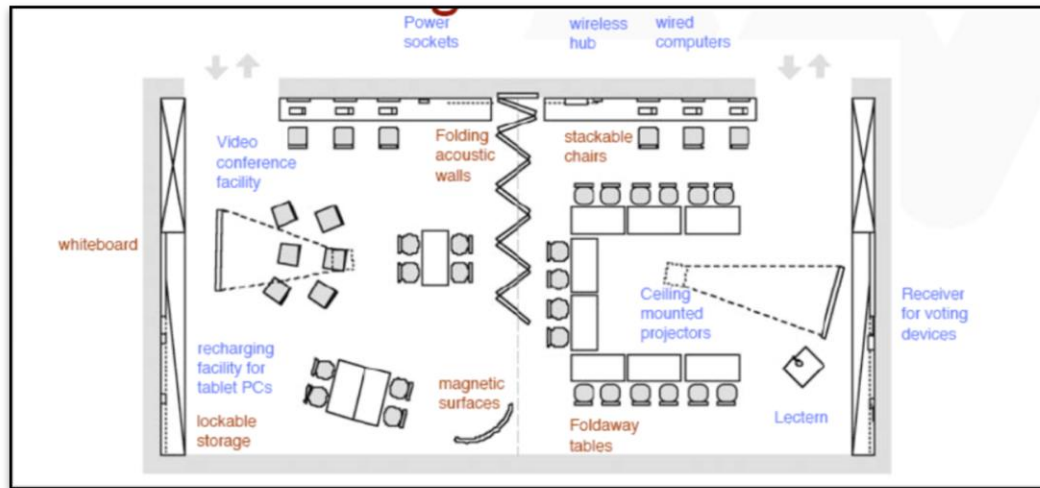 Power
sockets
wireless
hub
wired
computers
Video
conference
facility
Folding
acoustic
walls
stackable
chairs
whiteboard
Ceiling
mounted
projectors
Receiver
for voting
devices
recharging
facility for
tablet PCs
magnetic
surfaces
lockable
storage
Foldaway
tables
Lectern